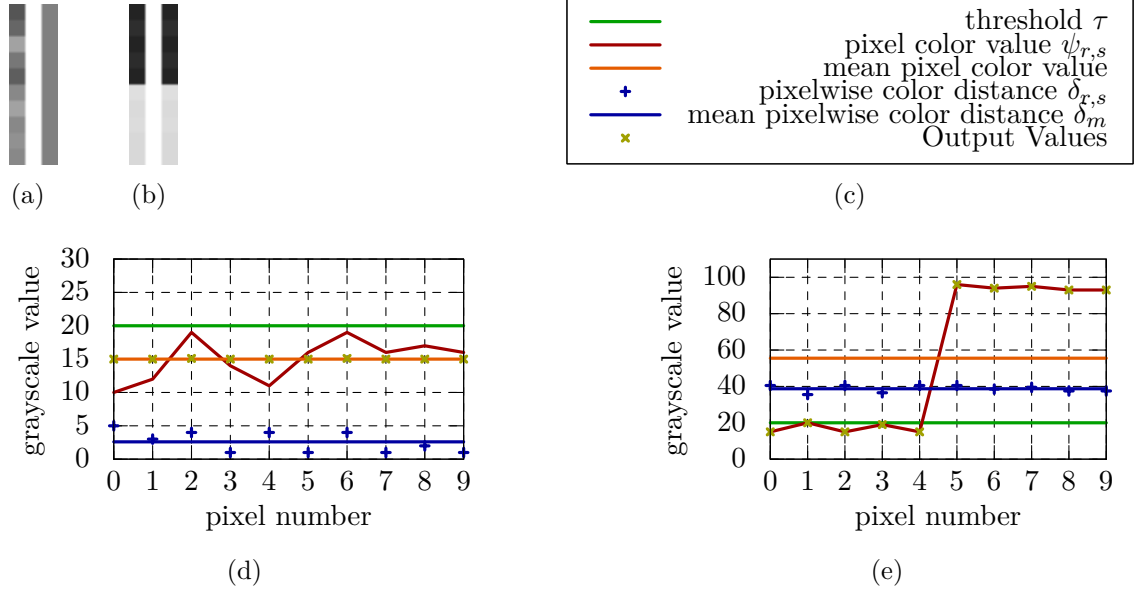 threshold τ
pixel color value ψr,s
mean pixel color value
pixelwise color distance δr,s
mean pixelwise color distance δm
Output Values
(a)
(b)
(c)
30
25
20
15
10
5
0
grayscale value
0 1 2 3 4 5 6 7 8 9
pixel number
(d)
100
80
60
40
20
0
grayscale value
0 1 2 3 4 5 6 7 8 9
pixel number
(e)